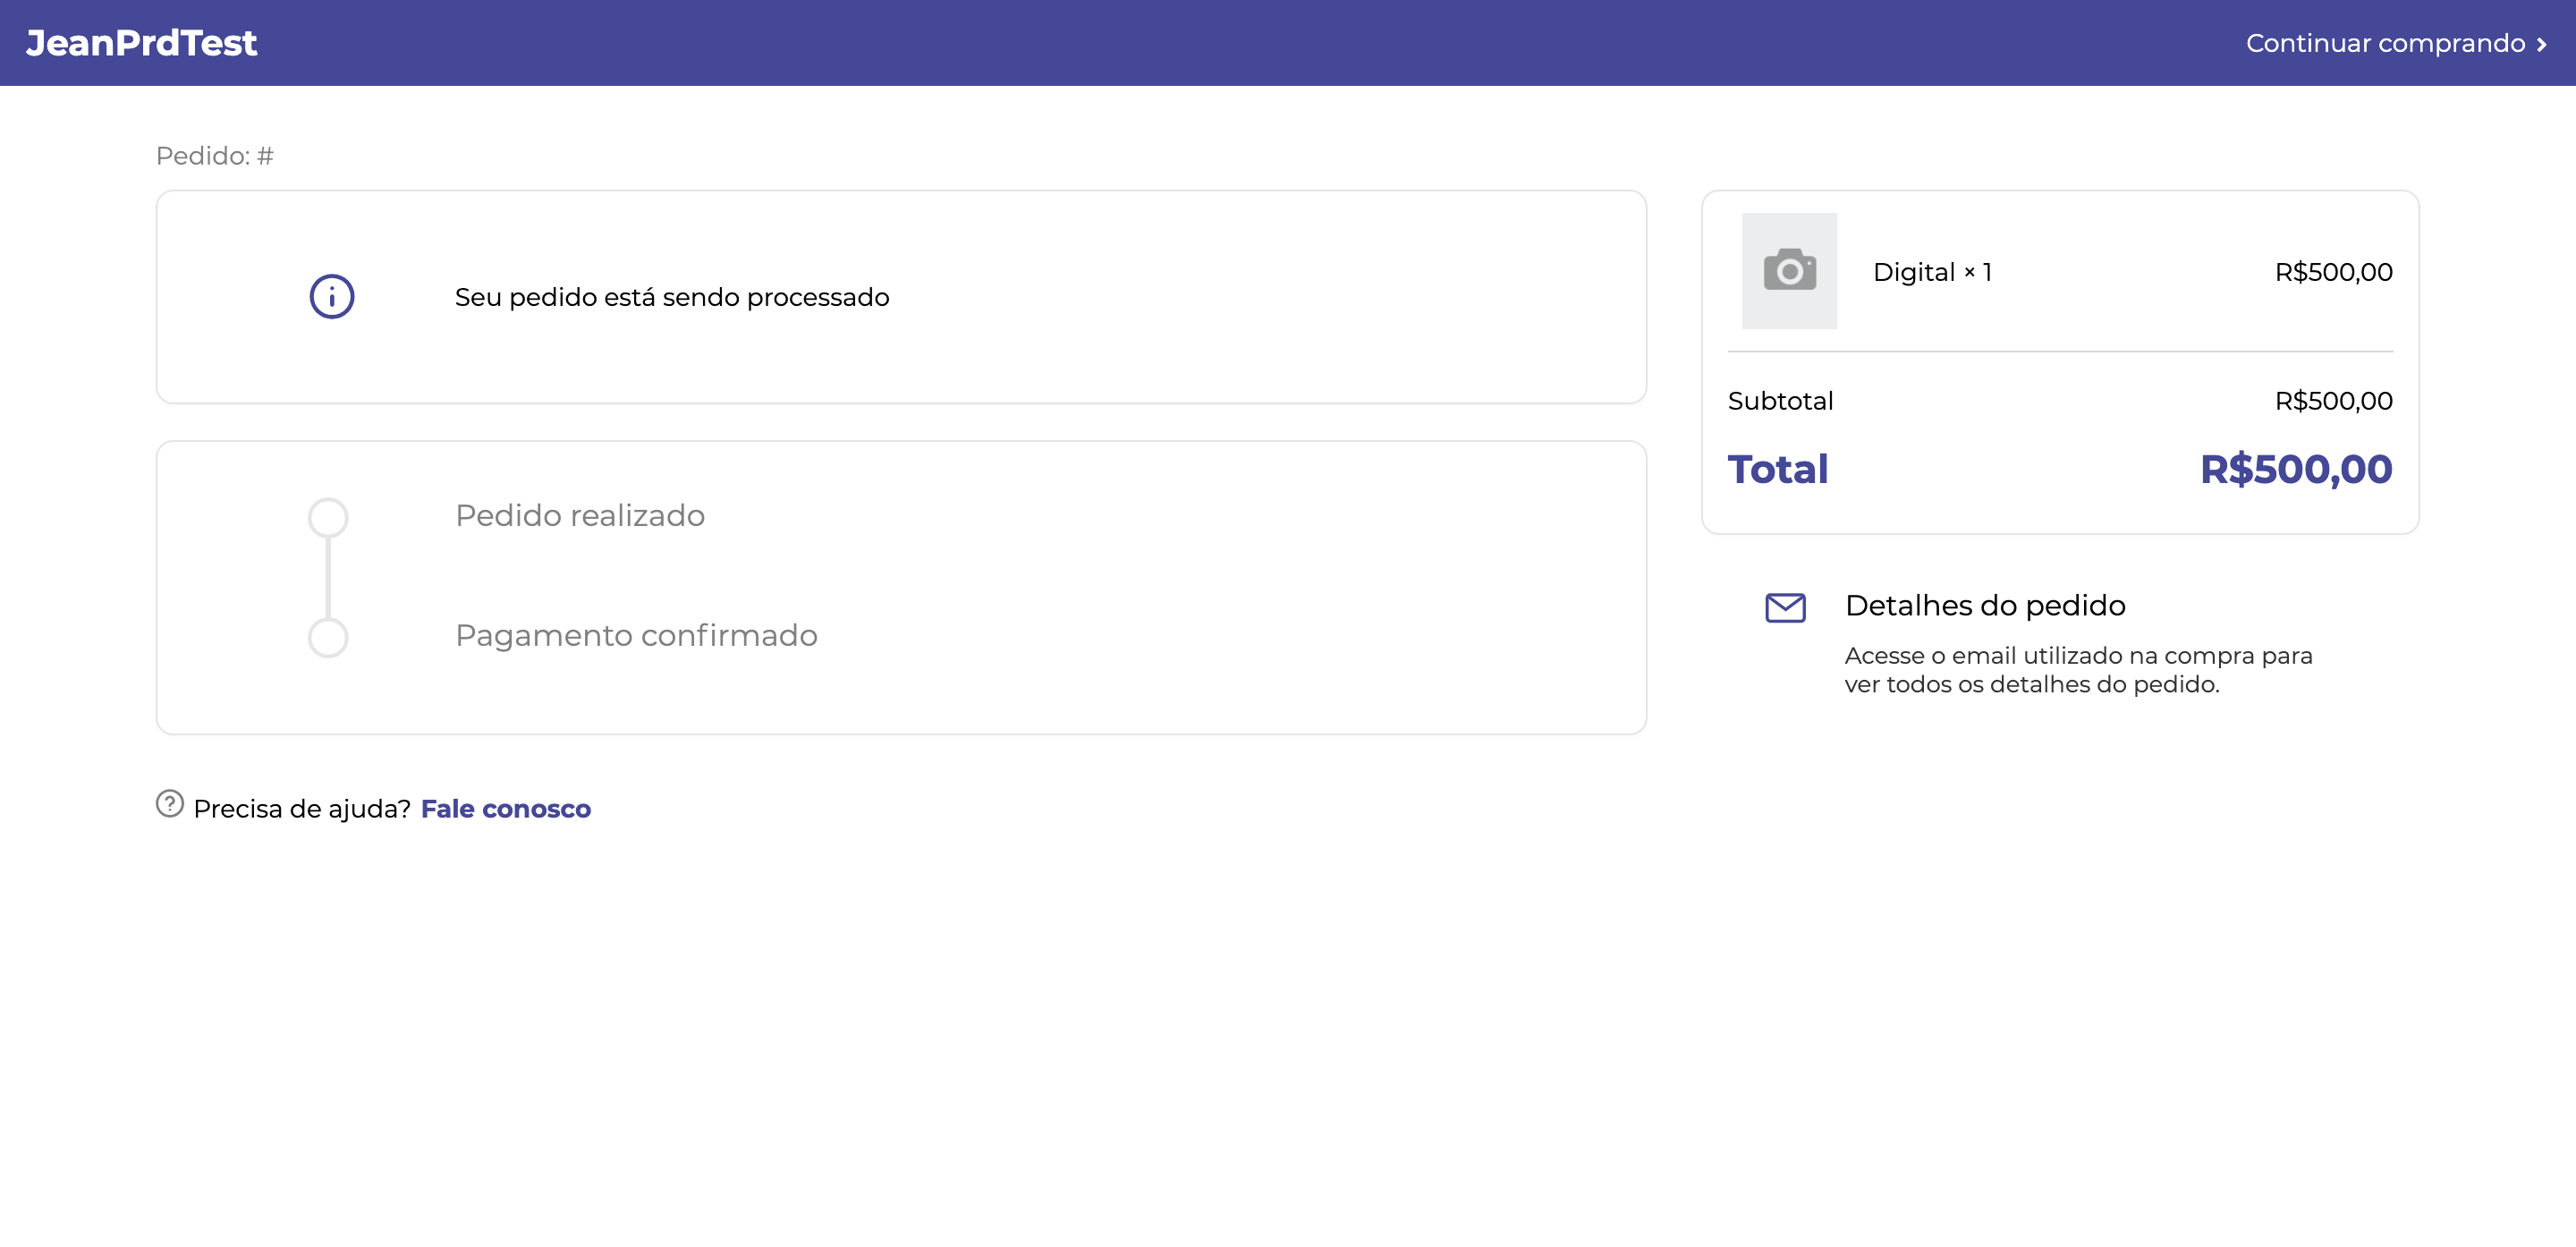 JeanPrdTest
Continuar comprando
Pedido: #
Seu pedido está sendo processado
Pedido realizado
Pagamento confirmado
Precisa de ajuda? Fale conosco
Digital × 1 R$500,00
Subtotal R$500,00
Total R$500,00
Detalhes do pedido
Acesse o email utilizado na compra para
ver todos os detalhes do pedido.